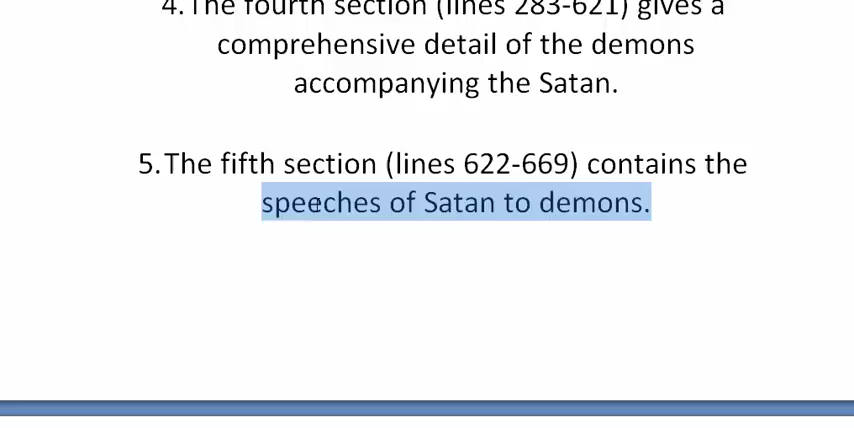 4. The fourth section (lines 283-621) gives a
comprehensive detail of the demons
accompanying the Satan.
5. The fifth section (lines 622-669) contains the
speeches of Satan to demons.